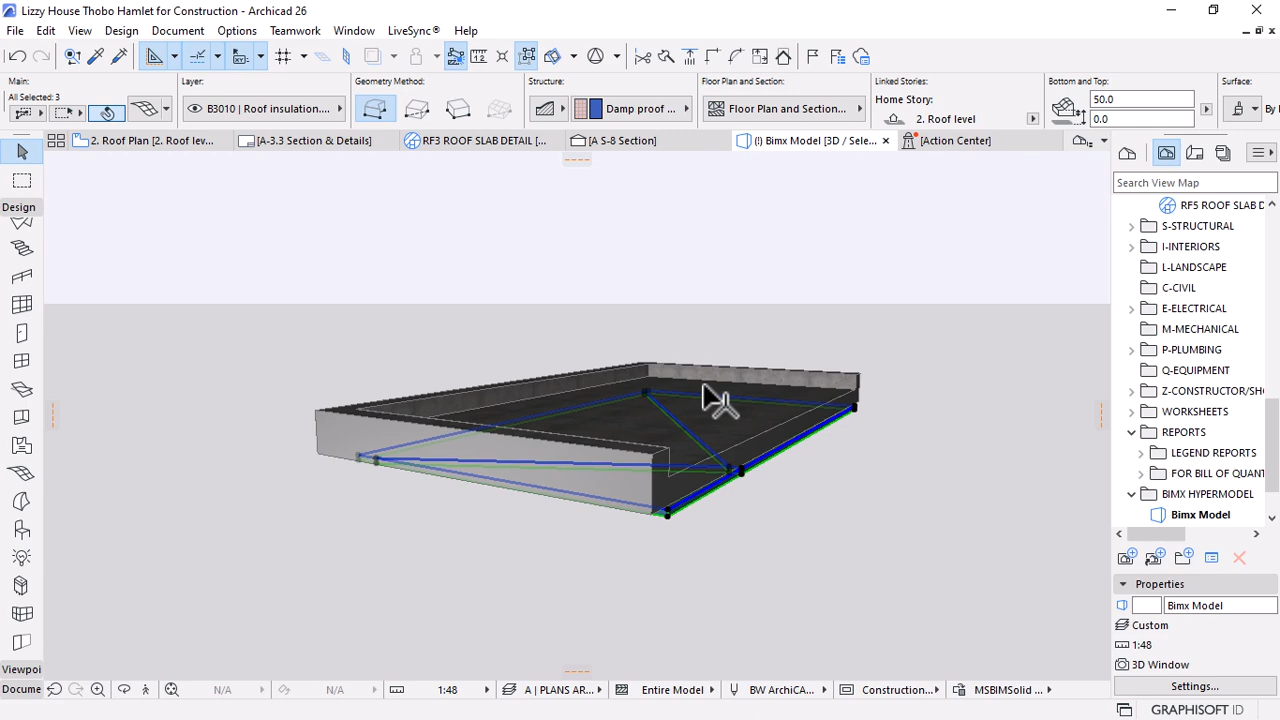 Lizzy House Thobo Hamlet for Construction - Archicad 26
File Edit View Design Document Options Teamwork Window LiveSync® Help
Main: Layer: Geometry Method: Structure: Floor Plan and Section: Linked Stories: Bottom and Top: Surface:
All Selected: 3 B3010 | Roof insulation... Damp proof ... Floor Plan and Section... Home Story: 2. Roof level 50.0 0.0 By l
2. Roof Plan [2. Roof lev... [A-3.3 Section & Details] RF3 ROOF SLAB DETAIL [... [A S-8 Section] (!) Bimx Model [3D / Sele... [Action Center]
Search View Map
Design
RF5 ROOF SLAB D
S-STRUCTURAL
I-INTERIORS
L-LANDSCAPE
C-CIVIL
E-ELECTRICAL
M-MECHANICAL
P-PLUMBING
Q-EQUIPMENT
Z-CONSTRUCTOR/SH
WORKSHEETS
REPORTS
LEGEND REPORTS
FOR BILL OF QUAN
BIMX HYPERMODEL
Bimx Model
Properties
Bimx Model
Custom
1:48
3D Window
Settings...
Viewpoi
Docume N/A N/A 1:48 A | PLANS AR... Entire Model BW ArchiCA... Construction... MSBIMSolid ...
GRAPHISOFT ID